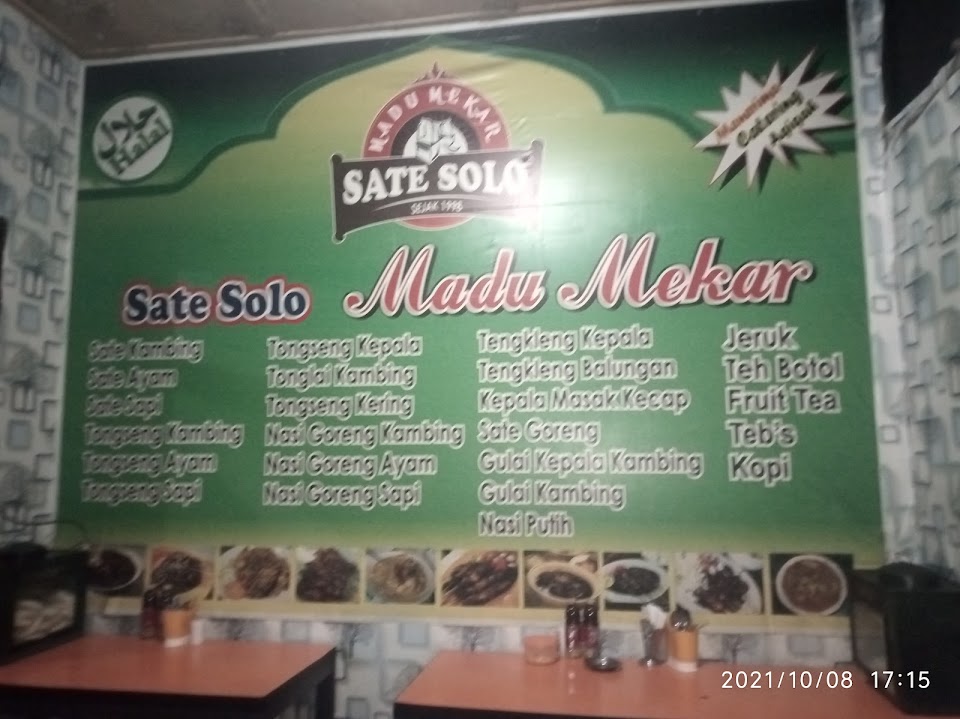 حلال
Halal
MADU MEKAR
SATE SOLO
SEJAK 1998
Menerima
Catering
Aqiqah
Sate Solo
Madu Mekar
Sate Kambing
Sate Ayam
Sate Sapi
Tongseng Kambing
Tongseng Ayam
Tongseng Sapi
Tongseng Kepala
Tonglai Kambing
Tongseng Kering
Nasi Goreng Kambing
Nasi Goreng Ayam
Nasi Goreng Sapi
Tengkleng Kepala
Tengkleng Balungan
Kepala Masak Kecap
Sate Goreng
Gulai Kepala Kambing
Gulai Kambing
Nasi Putih
Jeruk
Teh Botol
Fruit Tea
Teb's
Kopi
2021/10/08 17:15